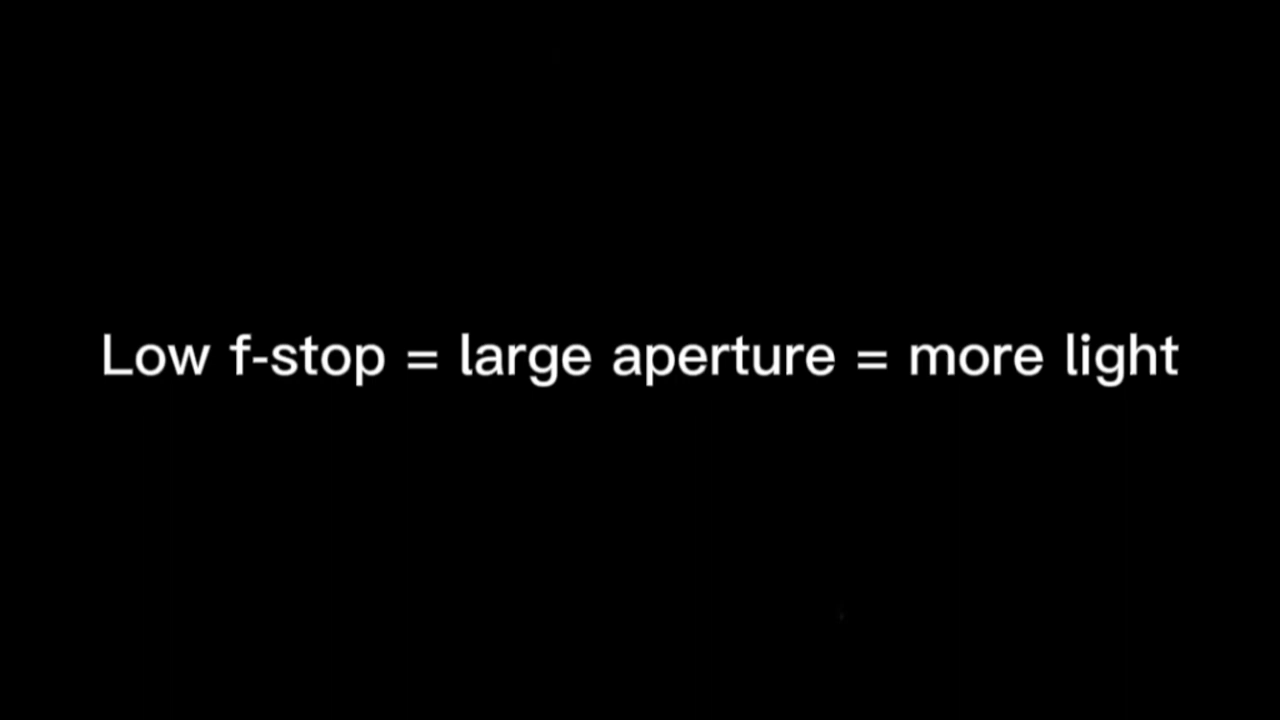 Low f-stop = large aperture = more light